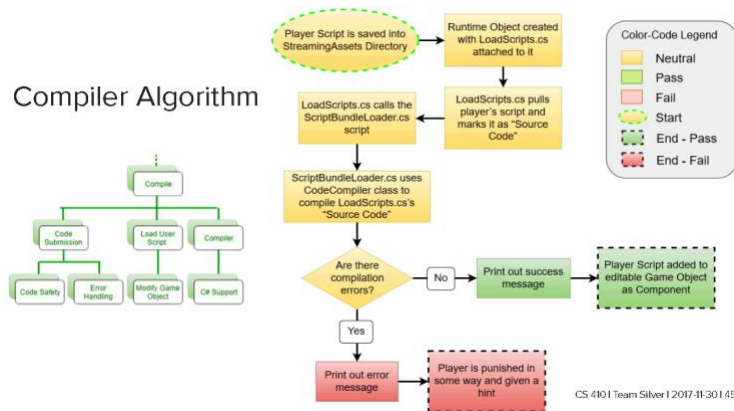 Compiler Algorithm
Player Script is saved into
StreamingAssets Directory
Runtime Object created
with LoadScripts.cs
attached to it
LoadScripts.cs pulls
player's script and
marks it as "Source
Code"
LoadScripts.cs calls the
ScriptBundleLoader.cs
script
ScriptBundleLoader.cs uses
CodeCompiler class to
compile LoadScripts.cs's
"Source Code"
Are there
compilation
errors?
No
Print out success
message
Player Script added to
editable Game Object
as Component
Yes
Print out error
message
Player is punished in
some way and given a
hint
Color-Code Legend
Neutral
Pass
Fail
Start
End - Pass
End - Fail
Compile
Code
Submission
Load User
Script
Compiler
Code Safety
Error
Handling
Modify Game
Object
C# Support
CS 410 I Team Silver I 2017-11-30 I 45